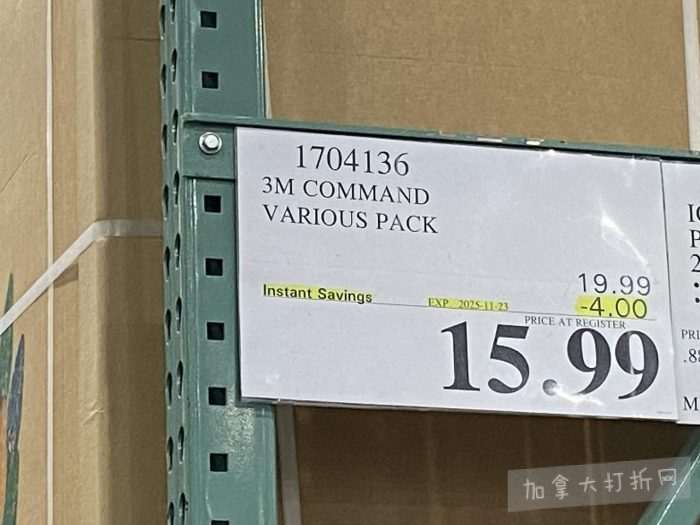 1704136
3M COMMAND
VARIOUS PACK
19.99
Instant Savings EXP. 2025-11-23 -4.00
PRICE AT REGISTER
15.99
加拿大打折网